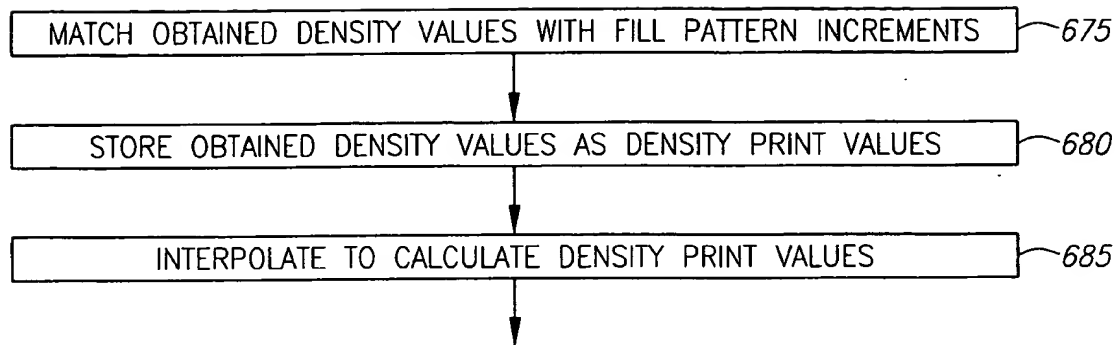 MATCH OBTAINED DENSITY VALUES WITH FILL PATTERN INCREMENTS 675
STORE OBTAINED DENSITY VALUES AS DENSITY PRINT VALUES 680
INTERPOLATE TO CALCULATE DENSITY PRINT VALUES 685